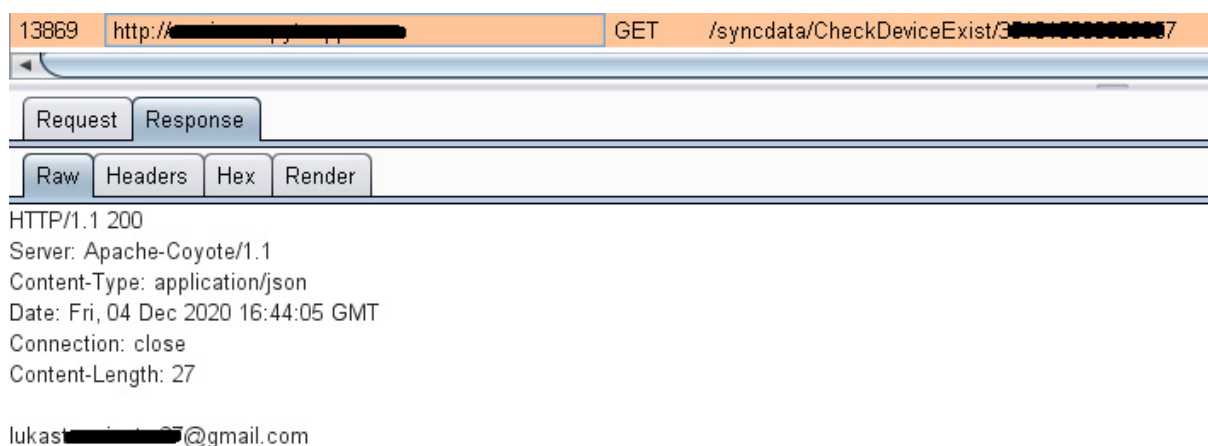 13869 http:// GET /syncdata/CheckDeviceExist/3 7
Request Response
Raw Headers Hex Render
HTTP/1.1 200
Server: Apache-Coyote/1.1
Content-Type: application/json
Date: Fri, 04 Dec 2020 16:44:05 GMT
Connection: close
Content-Length: 27
lukast @gmail.com